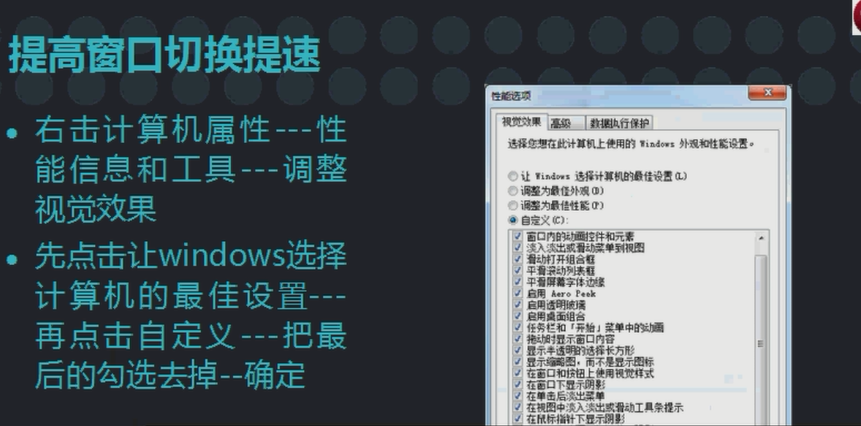 提高窗口切换提速
• 右击计算机属性---性
能信息和工具---调整
视觉效果
• 先点击让windows选择
计算机的最佳设置---
再点击自定义---把最
后的勾选去掉--确定
性能选项
视觉效果 高级 数据执行保护
选择您想在此计算机上使用的 Windows 外观和性能设置。
让 Windows 选择计算机的最佳设置(L)
调整为最佳外观(B)
调整为最佳性能(P)
自定义(C):
窗口内的动画控件和元素
淡入淡出或滑动菜单到视图
滑动打开组合框
平滑滚动列表框
平滑屏幕字体边缘
启用 Aero Peek
启用透明玻璃
启用桌面组合
任务栏和「开始」菜单中的动画
拖动时显示窗口内容
显示半透明的选择长方形
显示缩略图，而不是显示图标
在窗口和按钮上使用视觉样式
在窗口下显示阴影
在单击后淡出菜单
在视图中淡入淡出或滑动工具条提示
在鼠标指针下显示阴影